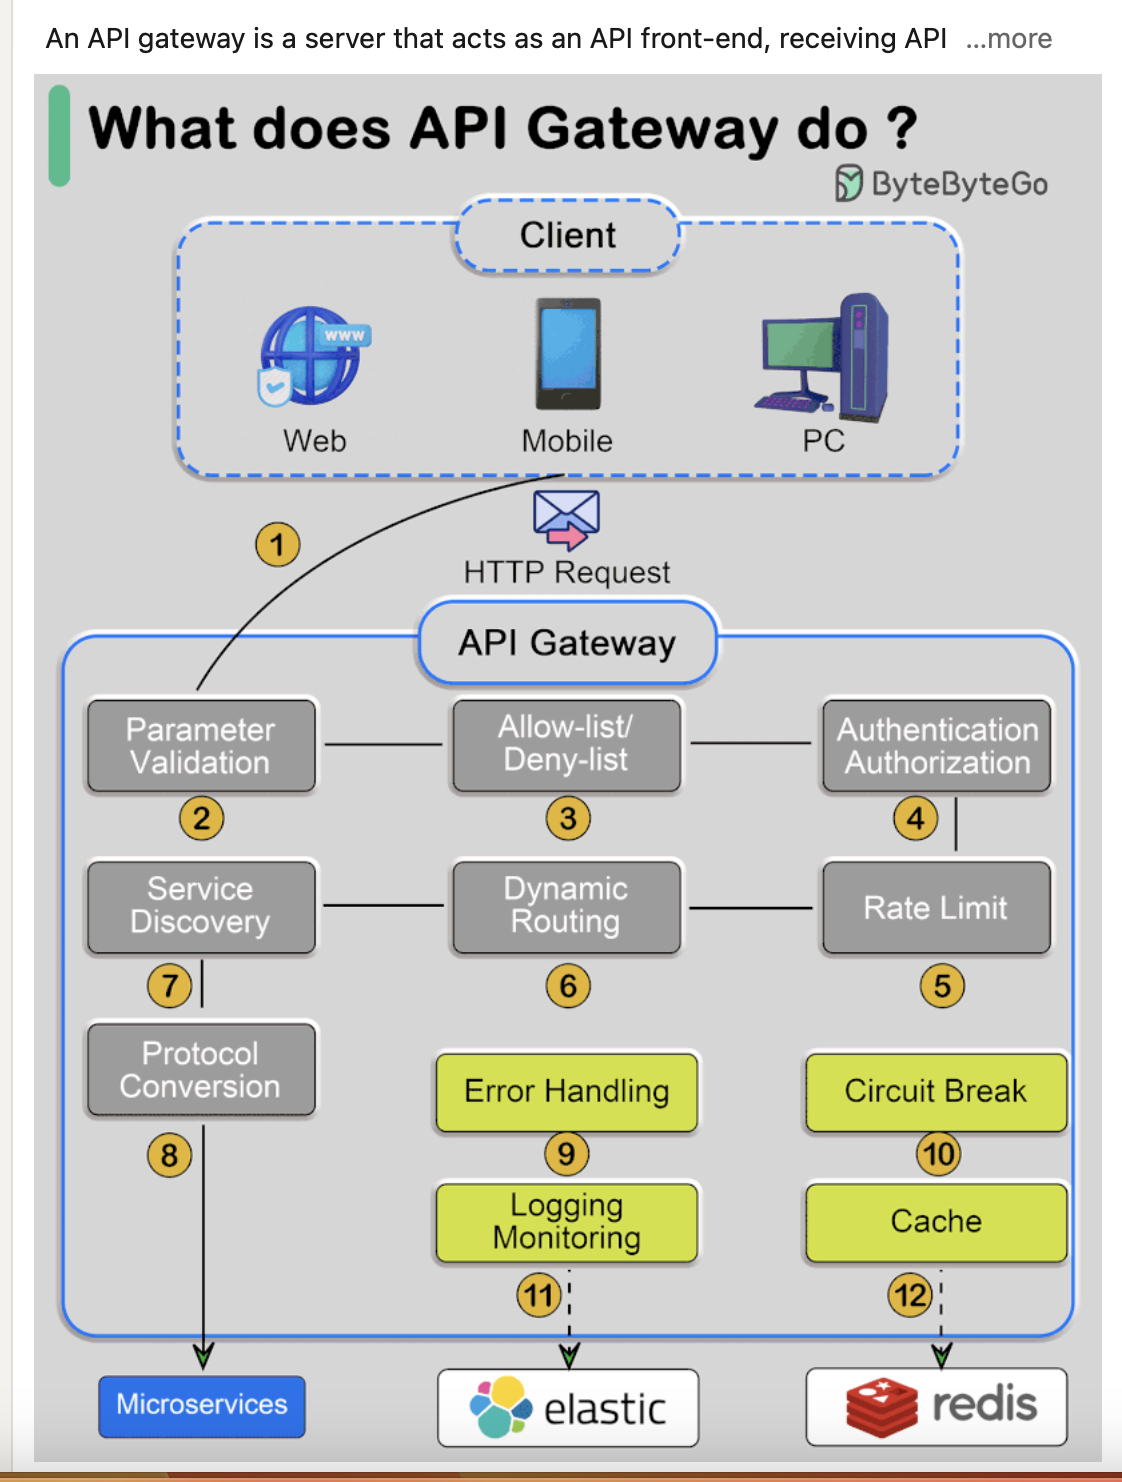 An API gateway is a server that acts as an API front-end, receiving API ...more
What does API Gateway do ?
ByteByteGo
Client
www
Web
Mobile
PC
1
HTTP Request
API Gateway
Parameter
Validation
Allow-list/
Deny-list
Authentication
Authorization
2
3
4
Service
Discovery
Dynamic
Routing
Rate Limit
7
6
5
Protocol
Conversion
Error Handling
Circuit Break
8
9
10
Logging
Monitoring
Cache
11
12
Microservices
elastic
redis